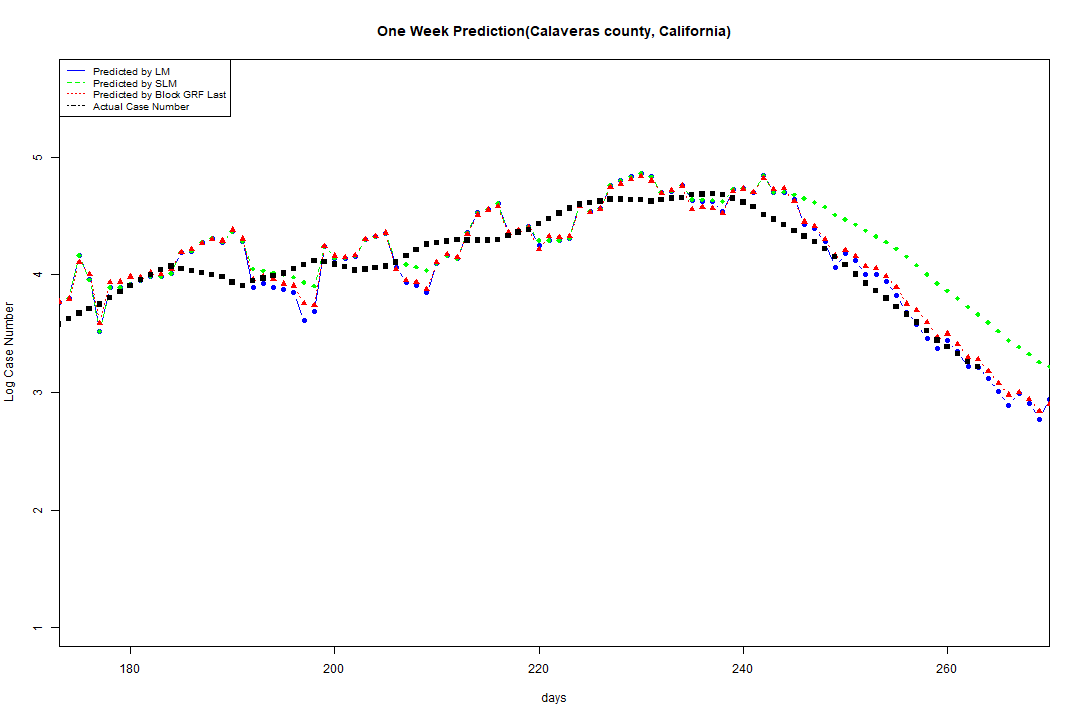 One Week Prediction(Calaveras county, California)
Predicted by LM
Predicted by SLM
Predicted by Block GRF Last
Actual Case Number
5
4
3
2
1
Log Case Number
180
200
220
240
260
days